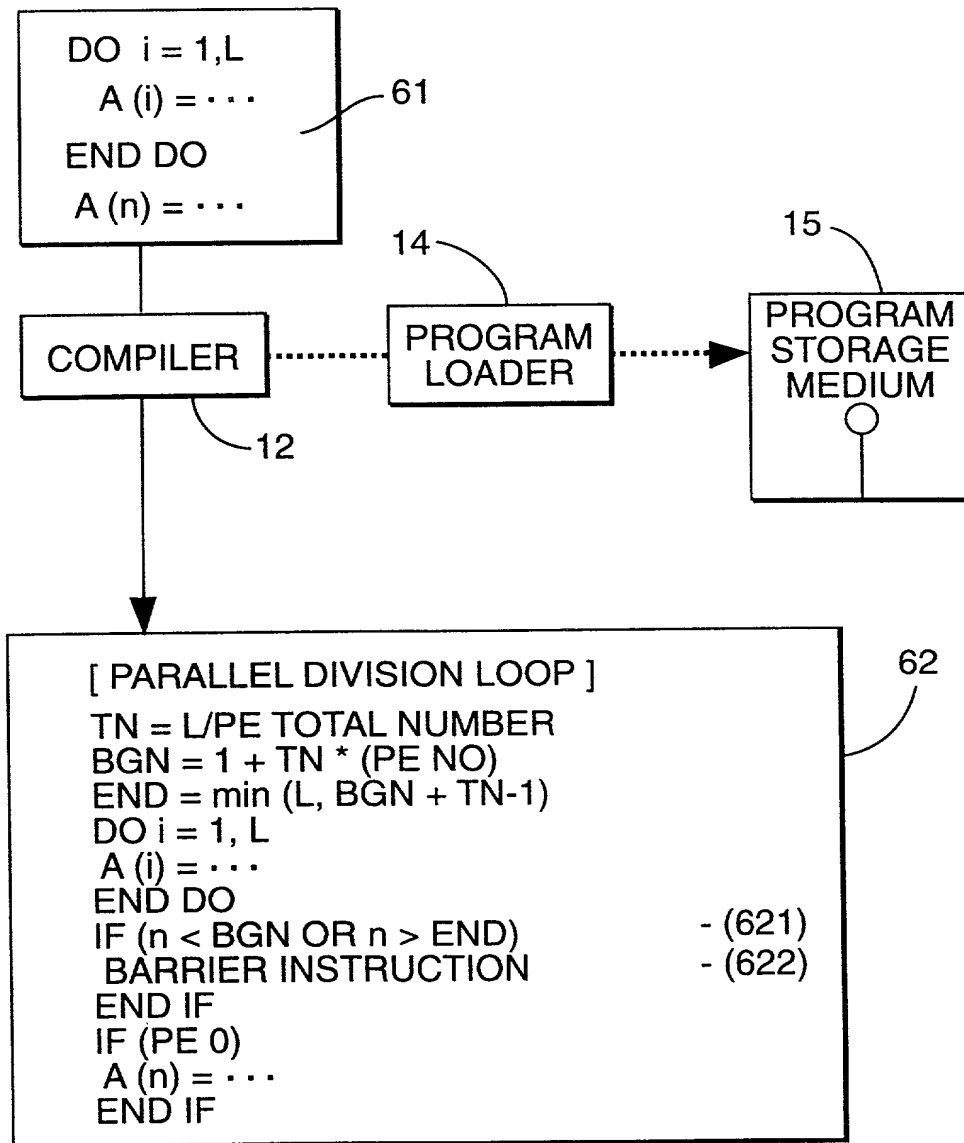 DO i = 1,L
A (i) = · · ·
END DO
A (n) = · · ·
61
COMPILER
12
14
PROGRAM
LOADER
15
PROGRAM
STORAGE
MEDIUM
62
[ PARALLEL DIVISION LOOP ]
TN = L/PE TOTAL NUMBER
BGN = 1 + TN * (PE NO)
END = min (L, BGN + TN-1)
DO i = 1, L
A (i) = · · ·
END DO
IF (n < BGN OR n > END) - (621)
BARRIER INSTRUCTION - (622)
END IF
IF (PE 0)
A (n) = · · ·
END IF